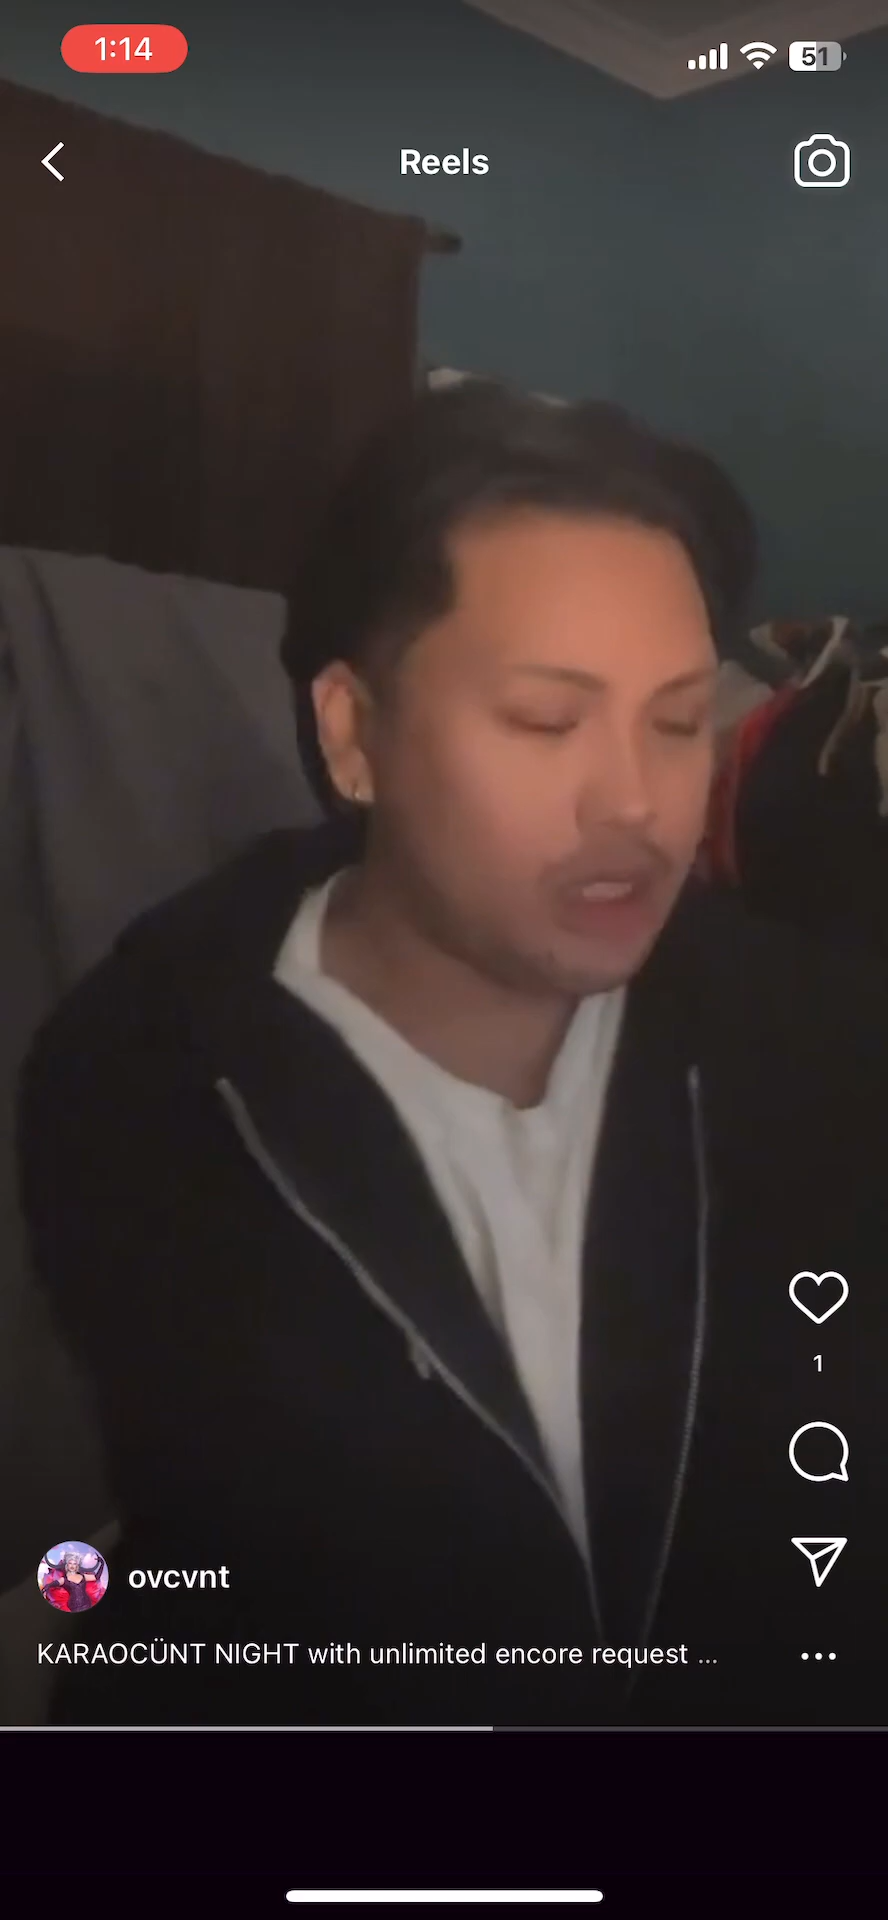 1:14
51
Reels
1
ovcvnt
KARAOCÜNT NIGHT with unlimited encore request ...